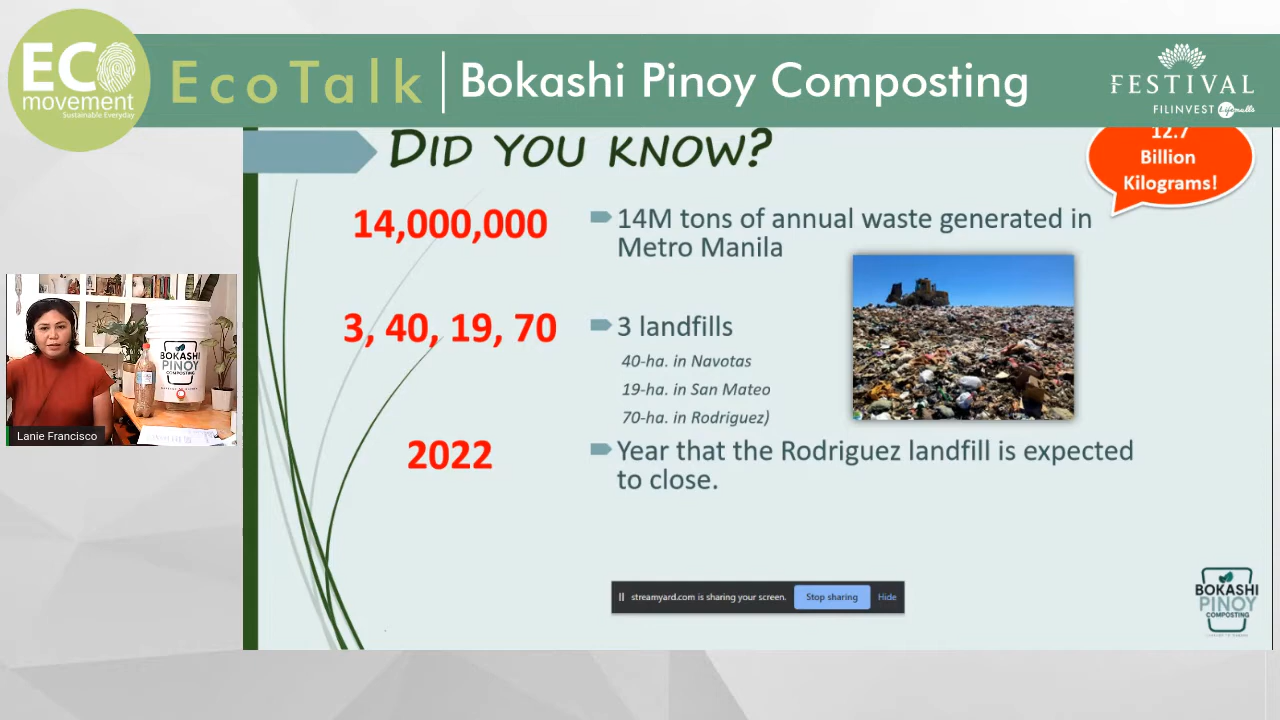 ECO
movement
Sustainable Everyday
EcoTalk
Bokashi Pinoy Composting
FESTIVAL
FILINVEST Lifemalls
DID YOU KNOW?
12.7
Billion
Kilograms!
14,000,000
14M tons of annual waste generated in
Metro Manila
3, 40, 19, 70
3 landfills
40-ha. in Navotas
19-ha. in San Mateo
70-ha. in Rodriguez)
2022
Year that the Rodriguez landfill is expected
to close.
BOKASHI
PINOY
Lanie Francisco
streamyard.com is sharing your screen.
Stop sharing
Hide
BOKASHI
PINOY
COMPOSTING